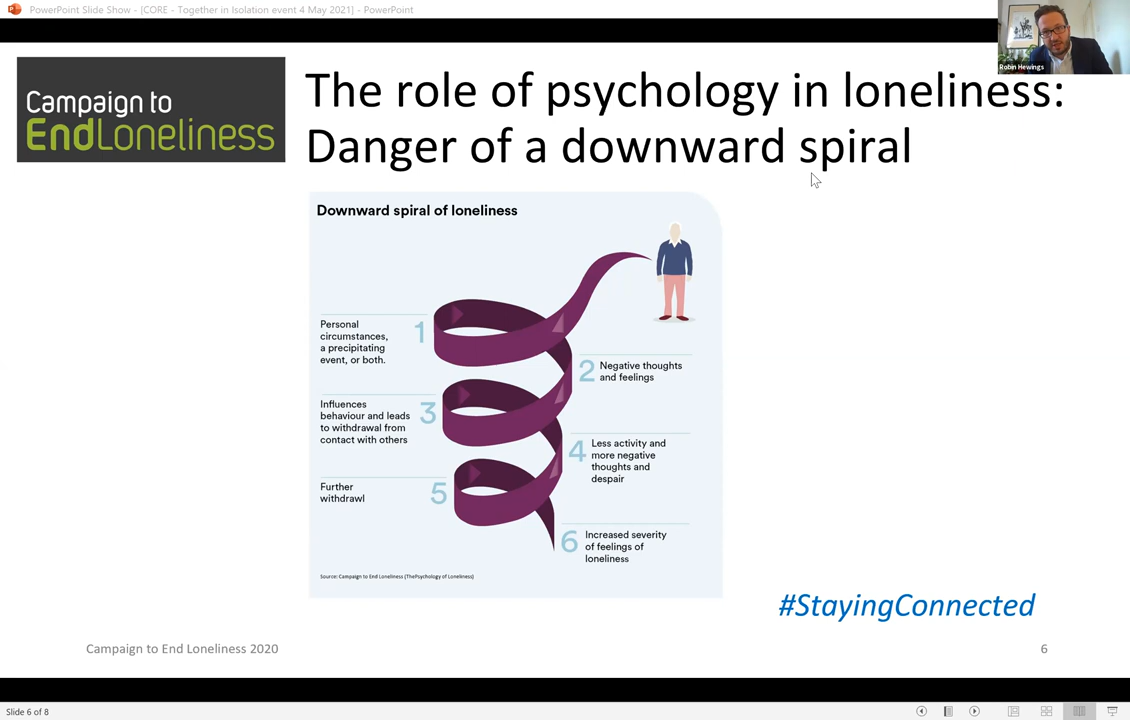 PowerPoint Slide Show - [CORE - Together in Isolation event 4 May 2021] - PowerPoint
Robin Hewings
Campaign to
EndLoneliness
The role of psychology in loneliness:
Danger of a downward spiral
Downward spiral of loneliness
1
Personal
circumstances,
a precipitating
event, or both.
2
Negative thoughts
and feelings
3
Influences
behaviour and leads
to withdrawal from
contact with others
4
Less activity and
more negative
thoughts and
despair
5
Further
withdrawl
6
Increased severity
of feelings of
loneliness
Source: Campaign to End Loneliness (ThePsychology of Loneliness)
#StayingConnected
Campaign to End Loneliness 2020
6
Slide 6 of 8